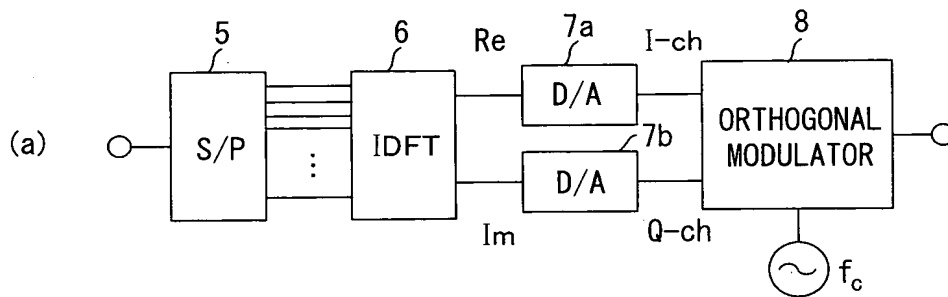 (a)
5
S/P
⋮
6
IDFT
Re
Im
7a
D/A
7b
D/A
I-ch
Q-ch
8
ORTHOGONAL
MODULATOR
fc